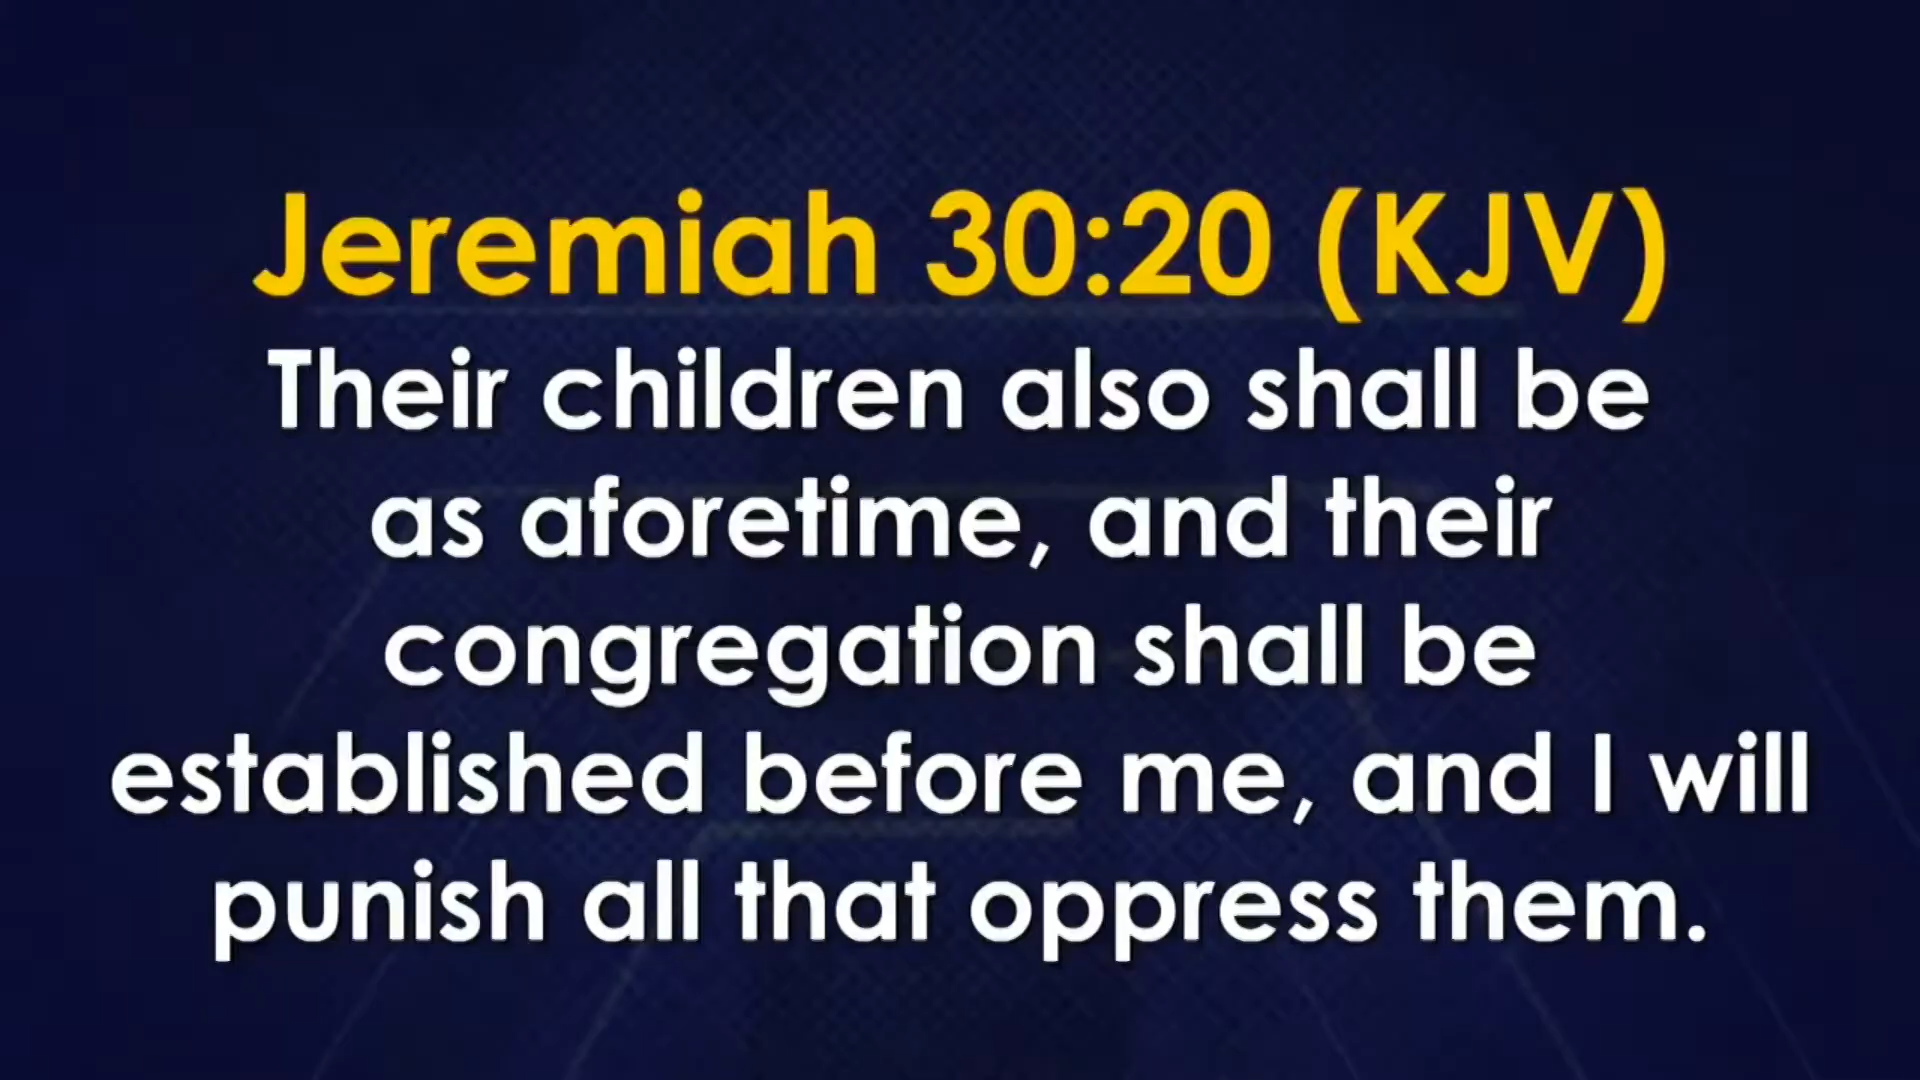 Jeremiah 30:20 (KJV)
Their children also shall be
as aforetime, and their
congregation shall be
established before me, and I will
punish all that oppress them.